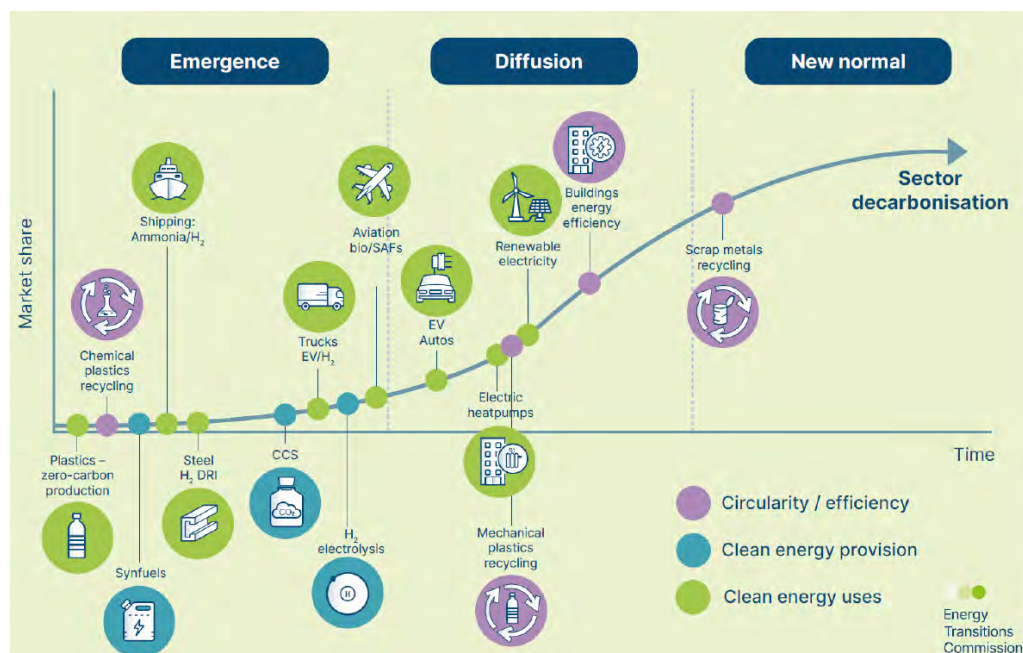 Emergence
Diffusion
New normal
Market share
Shipping:
Ammonia/H₂
Chemical
plastics
recycling
Trucks
EV/H₂
Aviation
bio/SAFs
EV
Autos
Renewable
electricity
Buildings
energy
efficiency
Sector
decarbonisation
Scrap metals
recycling
Electric
heatpumps
Time
Plastics –
zero-carbon
production
Synfuels
Steel
H₂ DRI
CCS
CO₂
H₂
electrolysis
H
Mechanical
plastics
recycling
Circularity / efficiency
Clean energy provision
Clean energy uses
Energy
Transitions
Commission